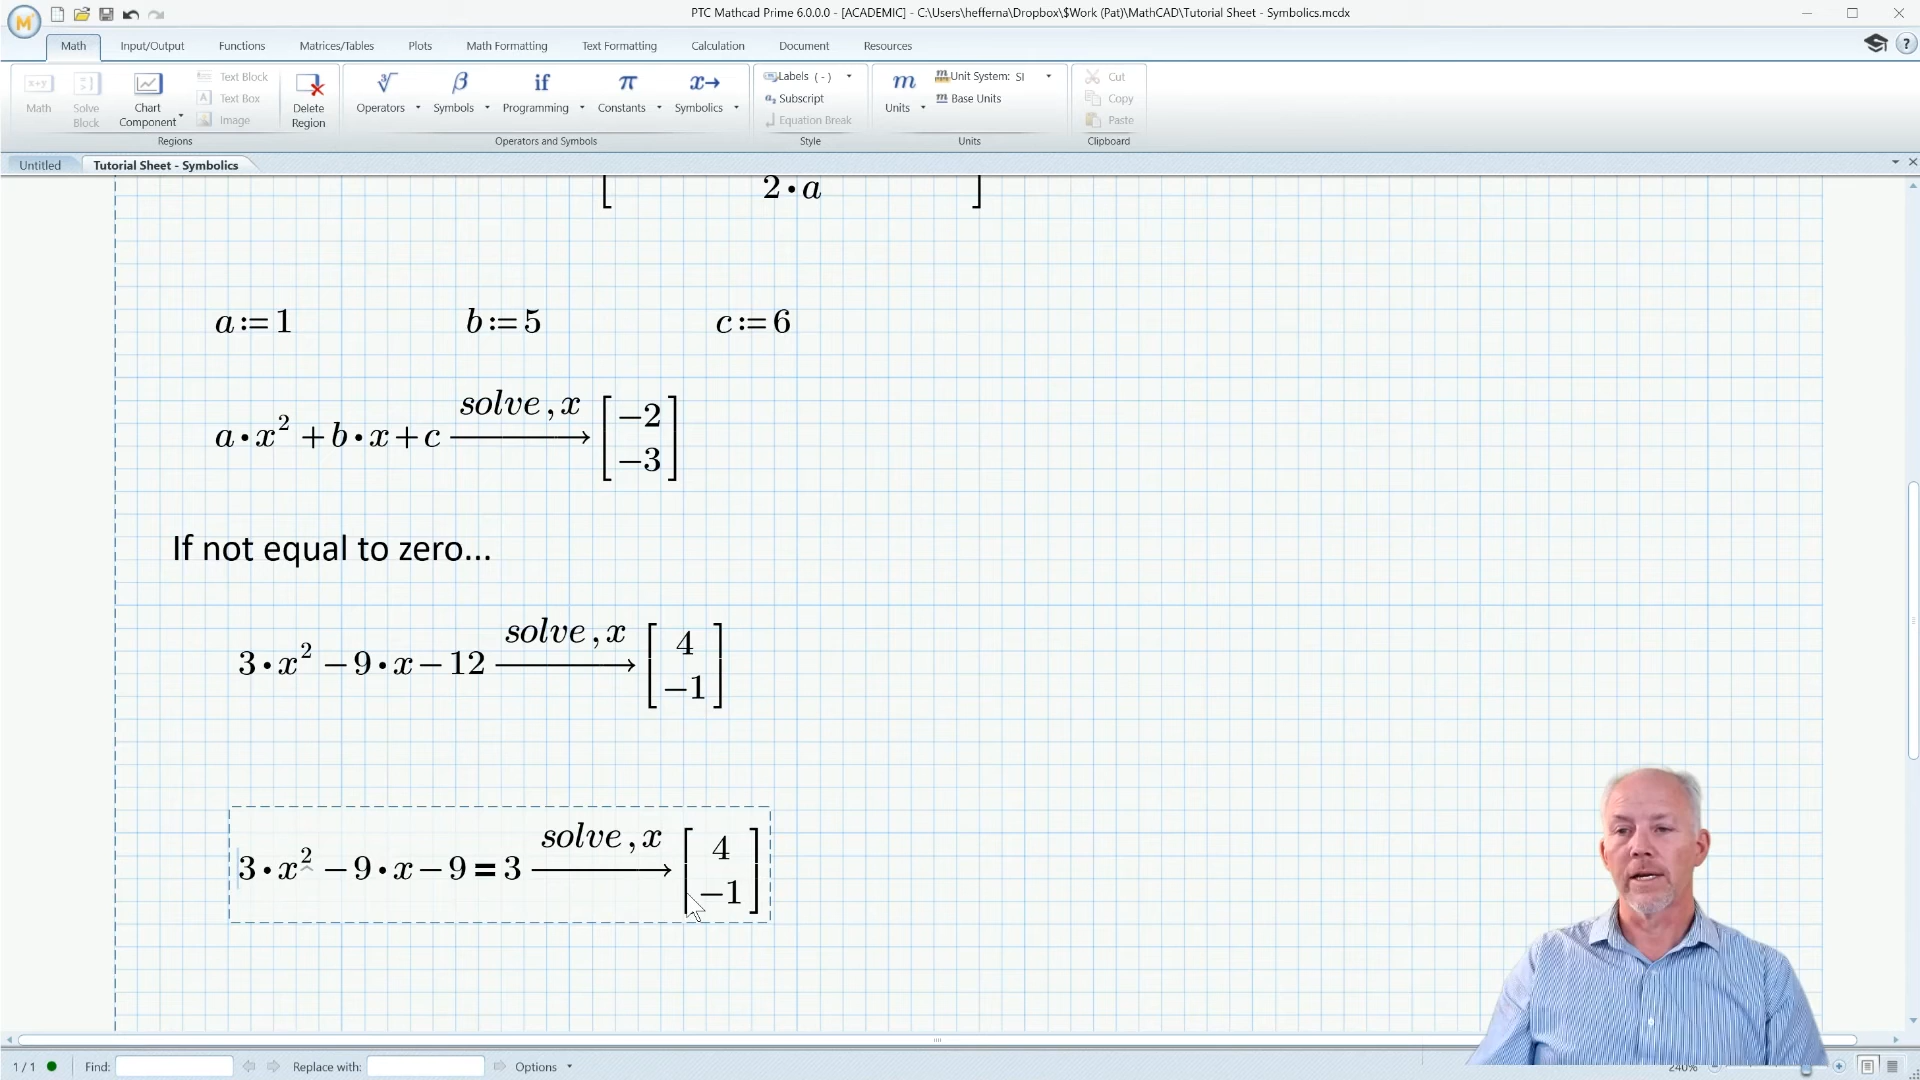 PTC Mathcad Prime 6.0.0.0 - [ACADEMIC] - C:\Users\hefferna\Dropbox\$Work (Pat)\MathCAD\Tutorial Sheet - Symbolics.mcdx
Math Input/Output Functions Matrices/Tables Plots Math Formatting Text Formatting Calculation Document Resources
Math
Solve Block
Chart Component
Text Block
Text Box
Image
Delete Region
Operators
Symbols
Programming
Constants
Symbolics
Labels ( - )
Subscript
Equation Break
Units
Unit System: SI
Base Units
Cut
Copy
Paste
Regions Operators and Symbols Style Units Clipboard
Untitled Tutorial Sheet - Symbolics
2·a
a:=1 b:=5 c:=6
a·x² +b·x+c solve,x → [−2 −3]
If not equal to zero...
3·x² −9·x−12 solve,x → [4 −1]
3·x² −9·x−9=3 solve,x → [4 −1]
1 / 1 Find: Replace with: Options 240%